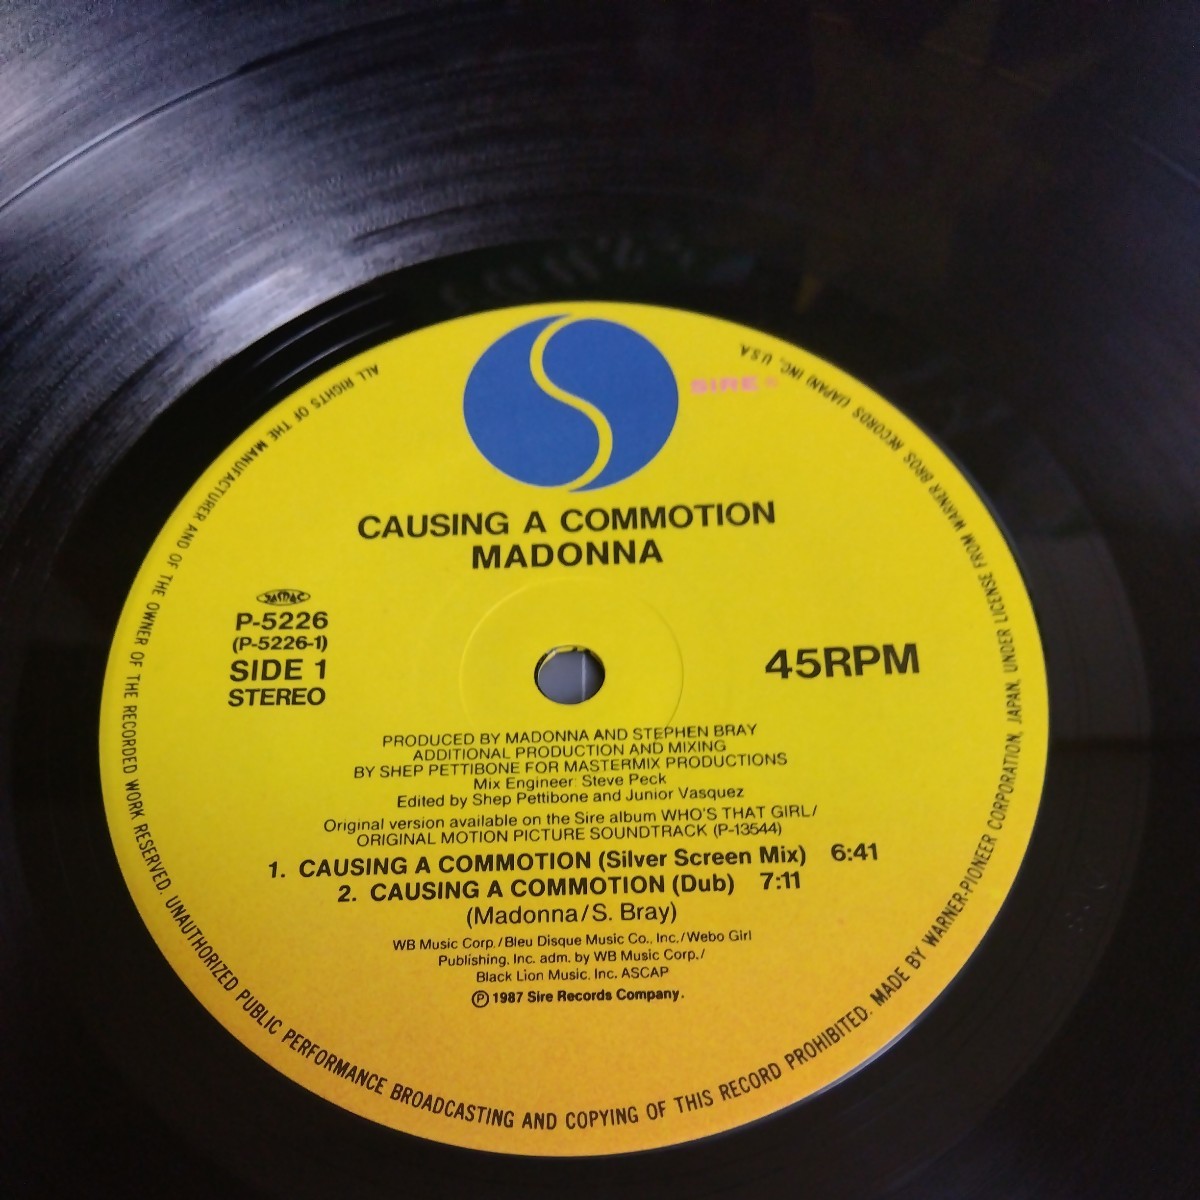 SIRE
CAUSING A COMMOTION
MADONNA
JASRAC
P-5226
(P-5226-1)
SIDE 1
STEREO
45RPM
PRODUCED BY MADONNA AND STEPHEN BRAY
ADDITIONAL PRODUCTION AND MIXING
BY SHEP PETTIBONE FOR MASTERMIX PRODUCTIONS
Mix Engineer: Steve Peck
Edited by Shep Pettibone and Junior Vasquez
Original version available on the Sire album WHO'S THAT GIRL/
ORIGINAL MOTION PICTURE SOUNDTRACK (P-13544)
1. CAUSING A COMMOTION (Silver Screen Mix) 6:41
2. CAUSING A COMMOTION (Dub) 7:11
(Madonna/S. Bray)
WB Music Corp./Bleu Disque Music Co., Inc./Webo Girl
Publishing, Inc. adm. by WB Music Corp./
Black Lion Music, Inc. ASCAP
Ⓟ 1987 Sire Records Company.
ALL RIGHTS OF THE MANUFACTURER AND OF THE OWNER OF THE RECORDED WORK RESERVED. UNAUTHORIZED PUBLIC PERFORMANCE BROADCASTING AND COPYING OF THIS RECORD PROHIBITED. MADE BY WARNER-PIONEER CORPORATION, JAPAN, UNDER LICENSE FROM WARNER BROS. RECORDS (JAPAN) INC., U.S.A.